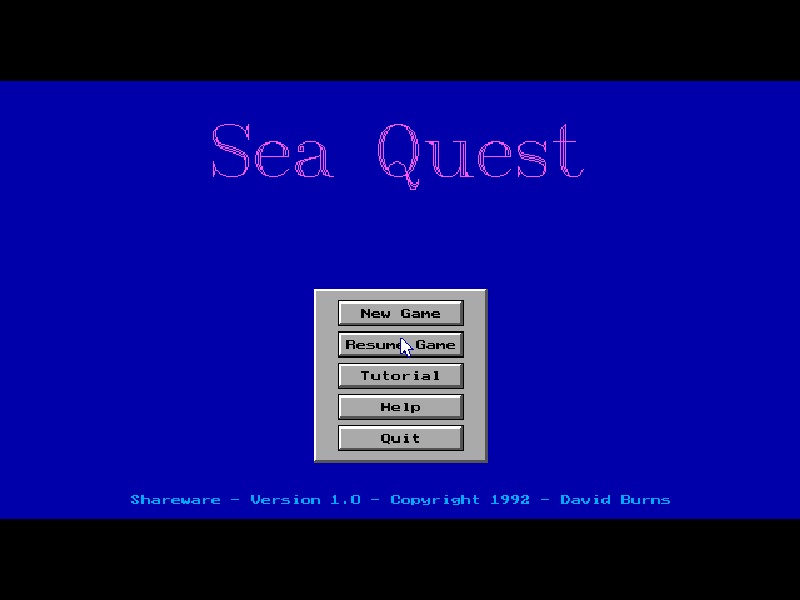 Sea Quest
New Game
Resume Game
Tutorial
Help
Quit
Shareware - Version 1.0 - Copyright 1992 - David Burns